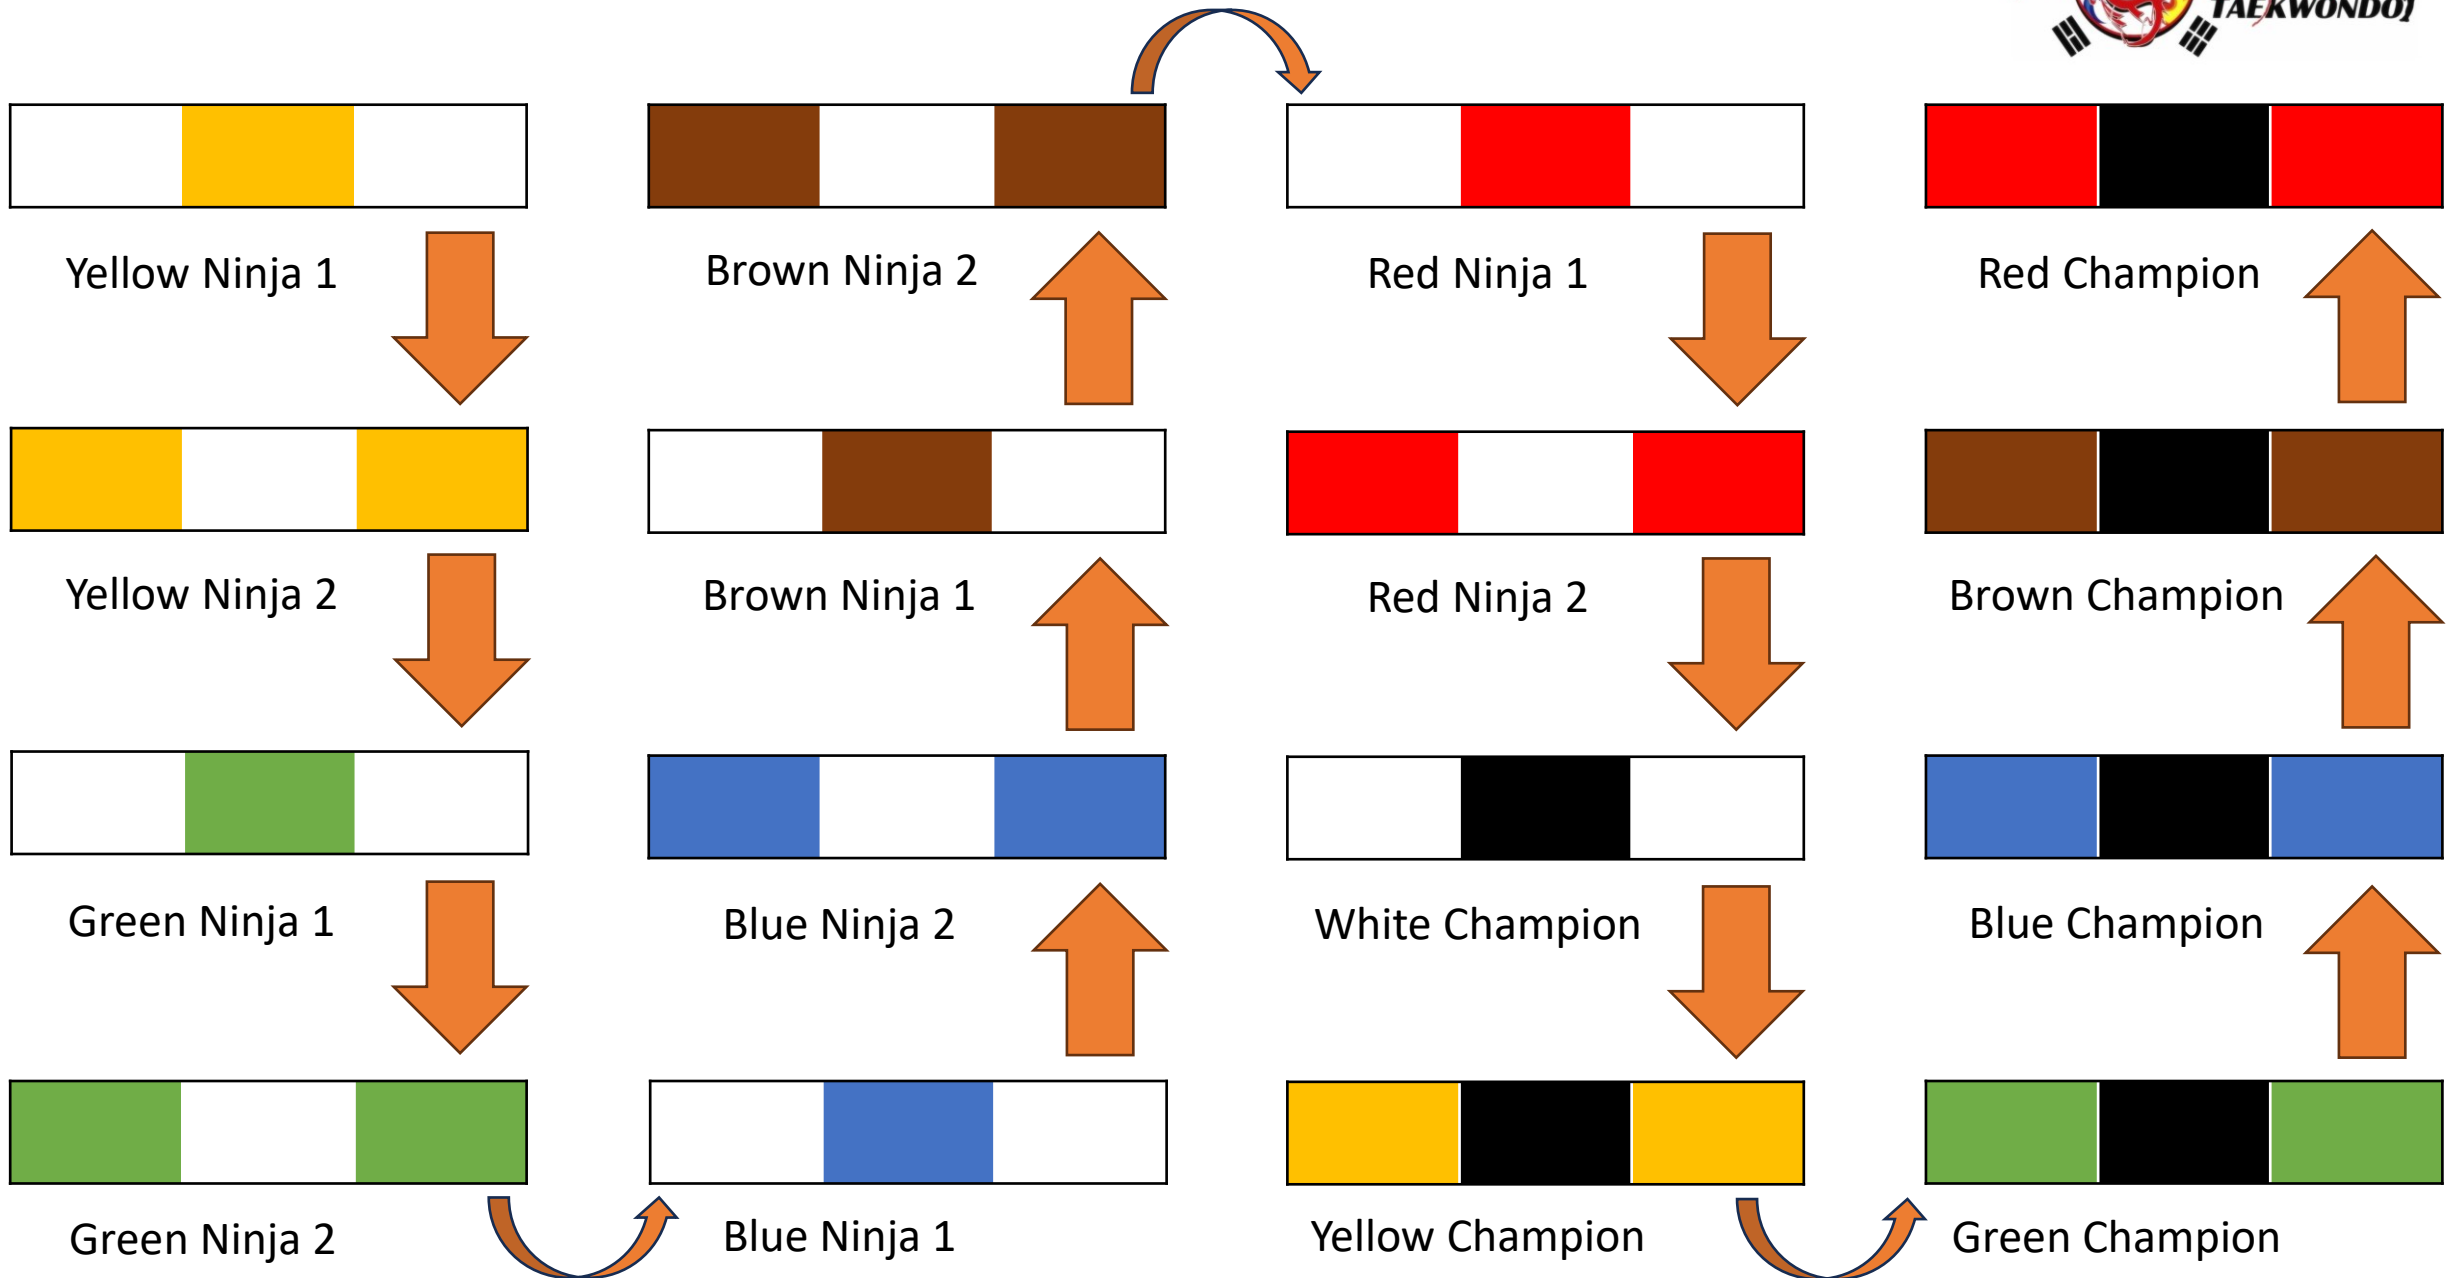 TAEKWONDO
Yellow Ninja 1
Brown Ninja 2
Red Ninja 1
Red Champion
Yellow Ninja 2
Brown Ninja 1
Red Ninja 2
Brown Champion
Green Ninja 1
Blue Ninja 2
White Champion
Blue Champion
Green Ninja 2
Blue Ninja 1
Yellow Champion
Green Champion